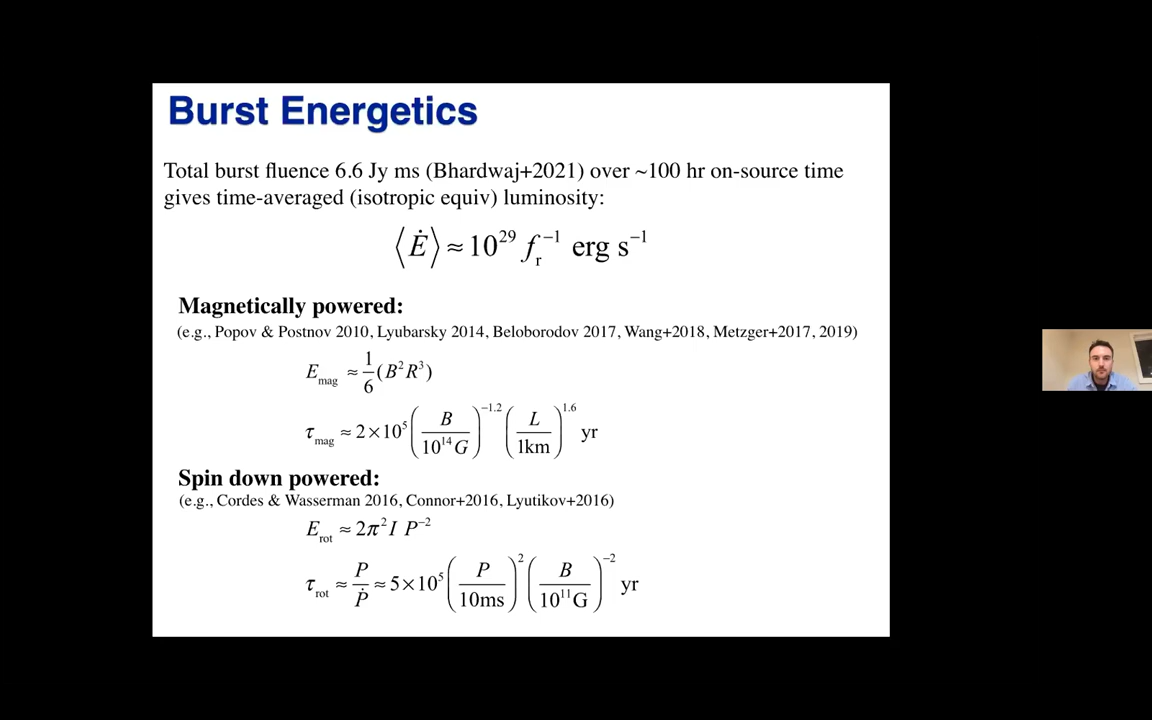 Burst Energetics
Total burst fluence 6.6 Jy ms (Bhardwaj+2021) over ~100 hr on-source time
gives time-averaged (isotropic equiv) luminosity:
⟨Ė⟩ ≈ 10^29 f_r^−1 erg s^−1
Magnetically powered:
(e.g., Popov & Postnov 2010, Lyubarsky 2014, Beloborodov 2017, Wang+2018, Metzger+2017, 2019)
E_mag ≈ 1/6 (B²R³)
τ_mag ≈ 2×10^5 (B/10^14 G)^−1.2 (L/1km)^1.6 yr
Spin down powered:
(e.g., Cordes & Wasserman 2016, Connor+2016, Lyutikov+2016)
E_rot ≈ 2π² I P^−2
τ_rot ≈ P/Ṗ ≈ 5×10^5 (P/10ms)^2 (B/10^11 G)^−2 yr